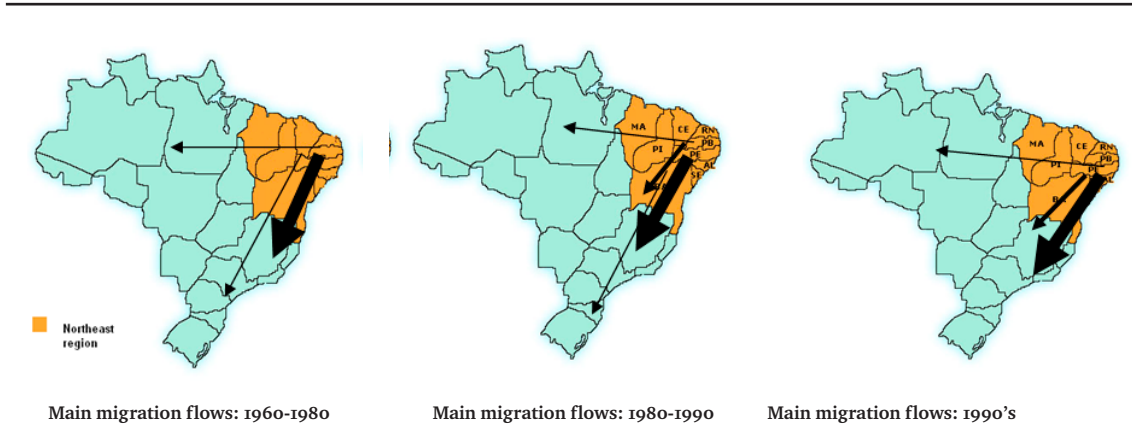 Northeast
region
MA
CE
RN
PB
PI
PE
AL
SE
MA
CE
RN
PB
PI
BA
Main migration flows: 1960-1980
Main migration flows: 1980-1990
Main migration flows: 1990's